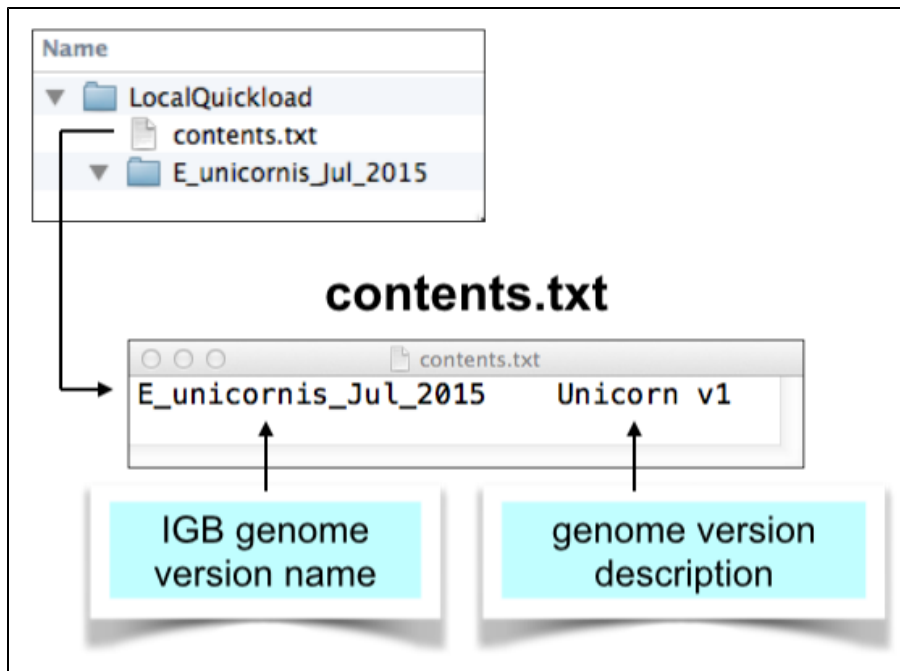 Name
LocalQuickload
contents.txt
E_unicornis_Jul_2015
contents.txt
contents.txt
E_unicornis_Jul_2015 Unicorn v1
IGB genome
version name
genome version
description